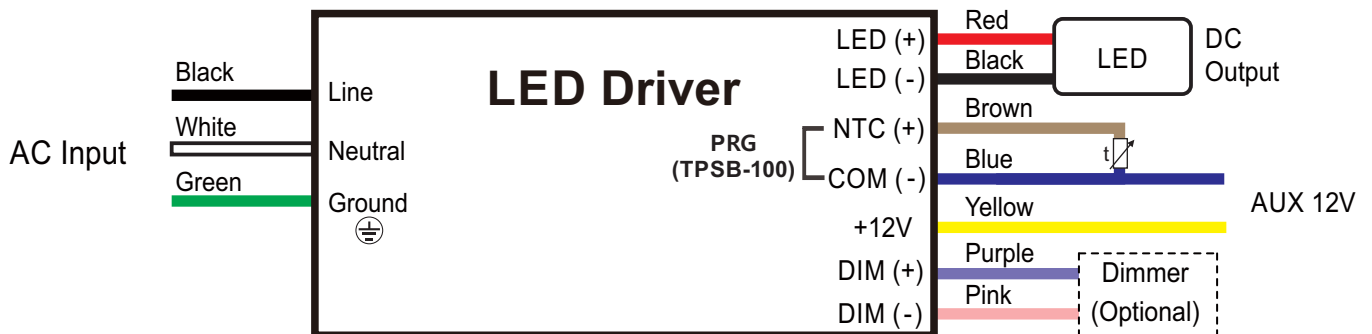 AC Input
Black
White
Green
Line
Neutral
Ground
LED Driver
PRG
(TPSB-100)
LED (+)
LED (-)
NTC (+)
COM (-)
+12V
DIM (+)
DIM (-)
Red
Black
Brown
Blue
Yellow
Purple
Pink
LED
DC
Output
t
AUX 12V
Dimmer
(Optional)